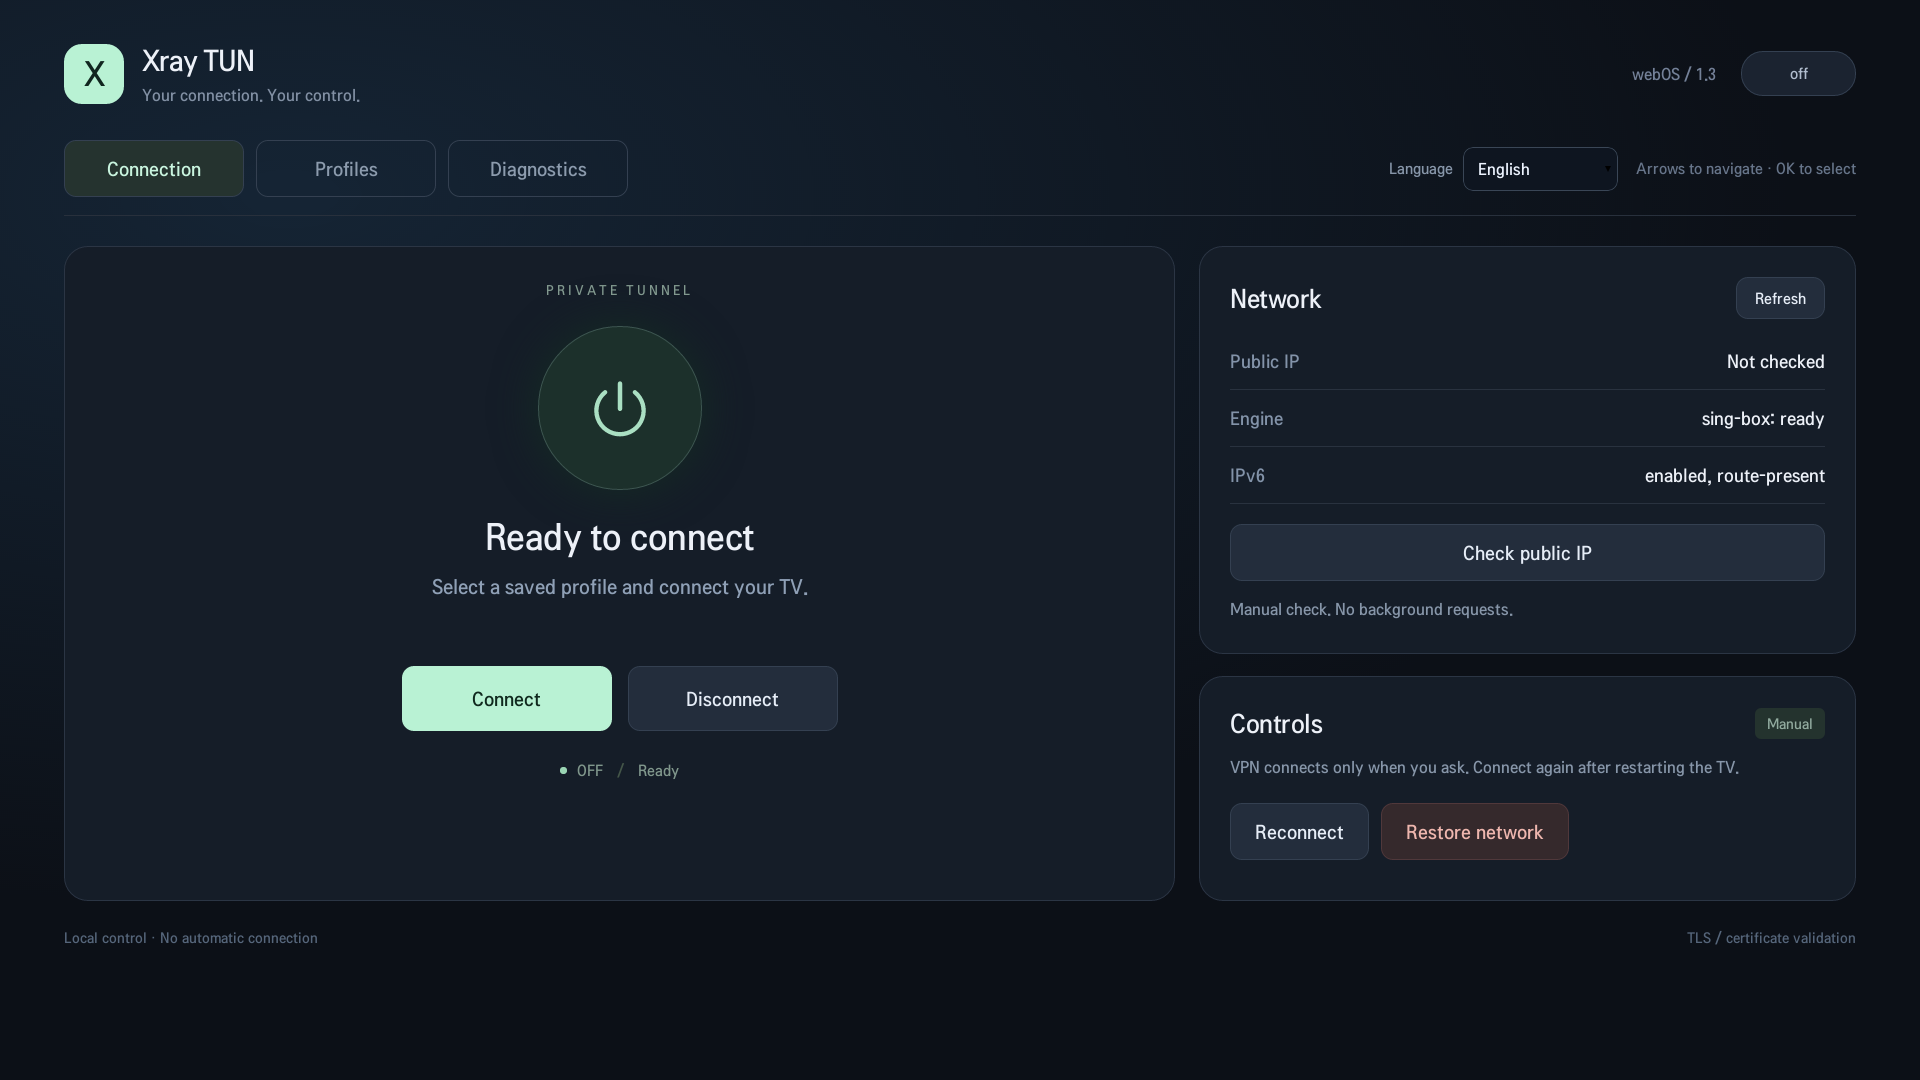 X
Xray TUN
Your connection. Your control.
webOS / 1.3
off
Connection
Profiles
Diagnostics
Language
English
Arrows to navigate · OK to select
PRIVATE TUNNEL
Ready to connect
Select a saved profile and connect your TV.
Connect
Disconnect
OFF / Ready
Network
Refresh
Public IP
Not checked
Engine
sing-box: ready
IPv6
enabled, route-present
Check public IP
Manual check. No background requests.
Controls
Manual
VPN connects only when you ask. Connect again after restarting the TV.
Reconnect
Restore network
Local control · No automatic connection
TLS / certificate validation